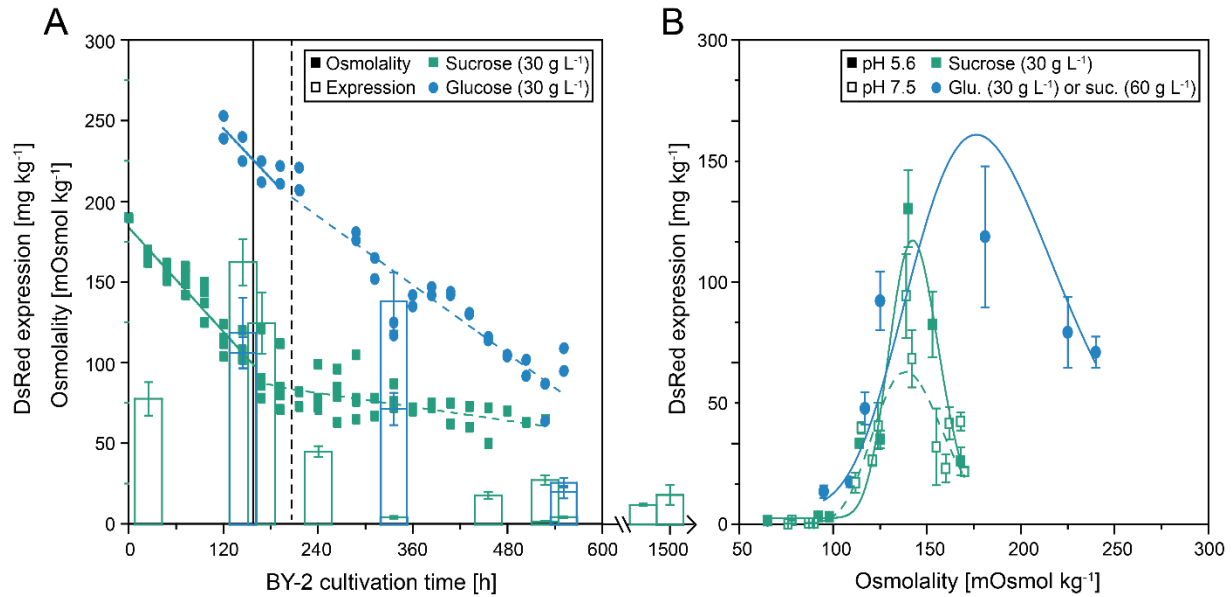 A
300
250
200
150
100
50
0
DsRed expression [mg kg⁻¹]
Osmolality [mOsmol kg⁻¹]
Osmolality
Sucrose (30 g L⁻¹)
Expression
Glucose (30 g L⁻¹)
0
120
240
360
480
600
1500
BY-2 cultivation time [h]
B
300
150
100
50
0
DsRed expression [mg kg⁻¹]
pH 5.6
Sucrose (30 g L⁻¹)
pH 7.5
Glu. (30 g L⁻¹) or suc. (60 g L⁻¹)
50
100
150
200
250
300
Osmolality [mOsmol kg⁻¹]